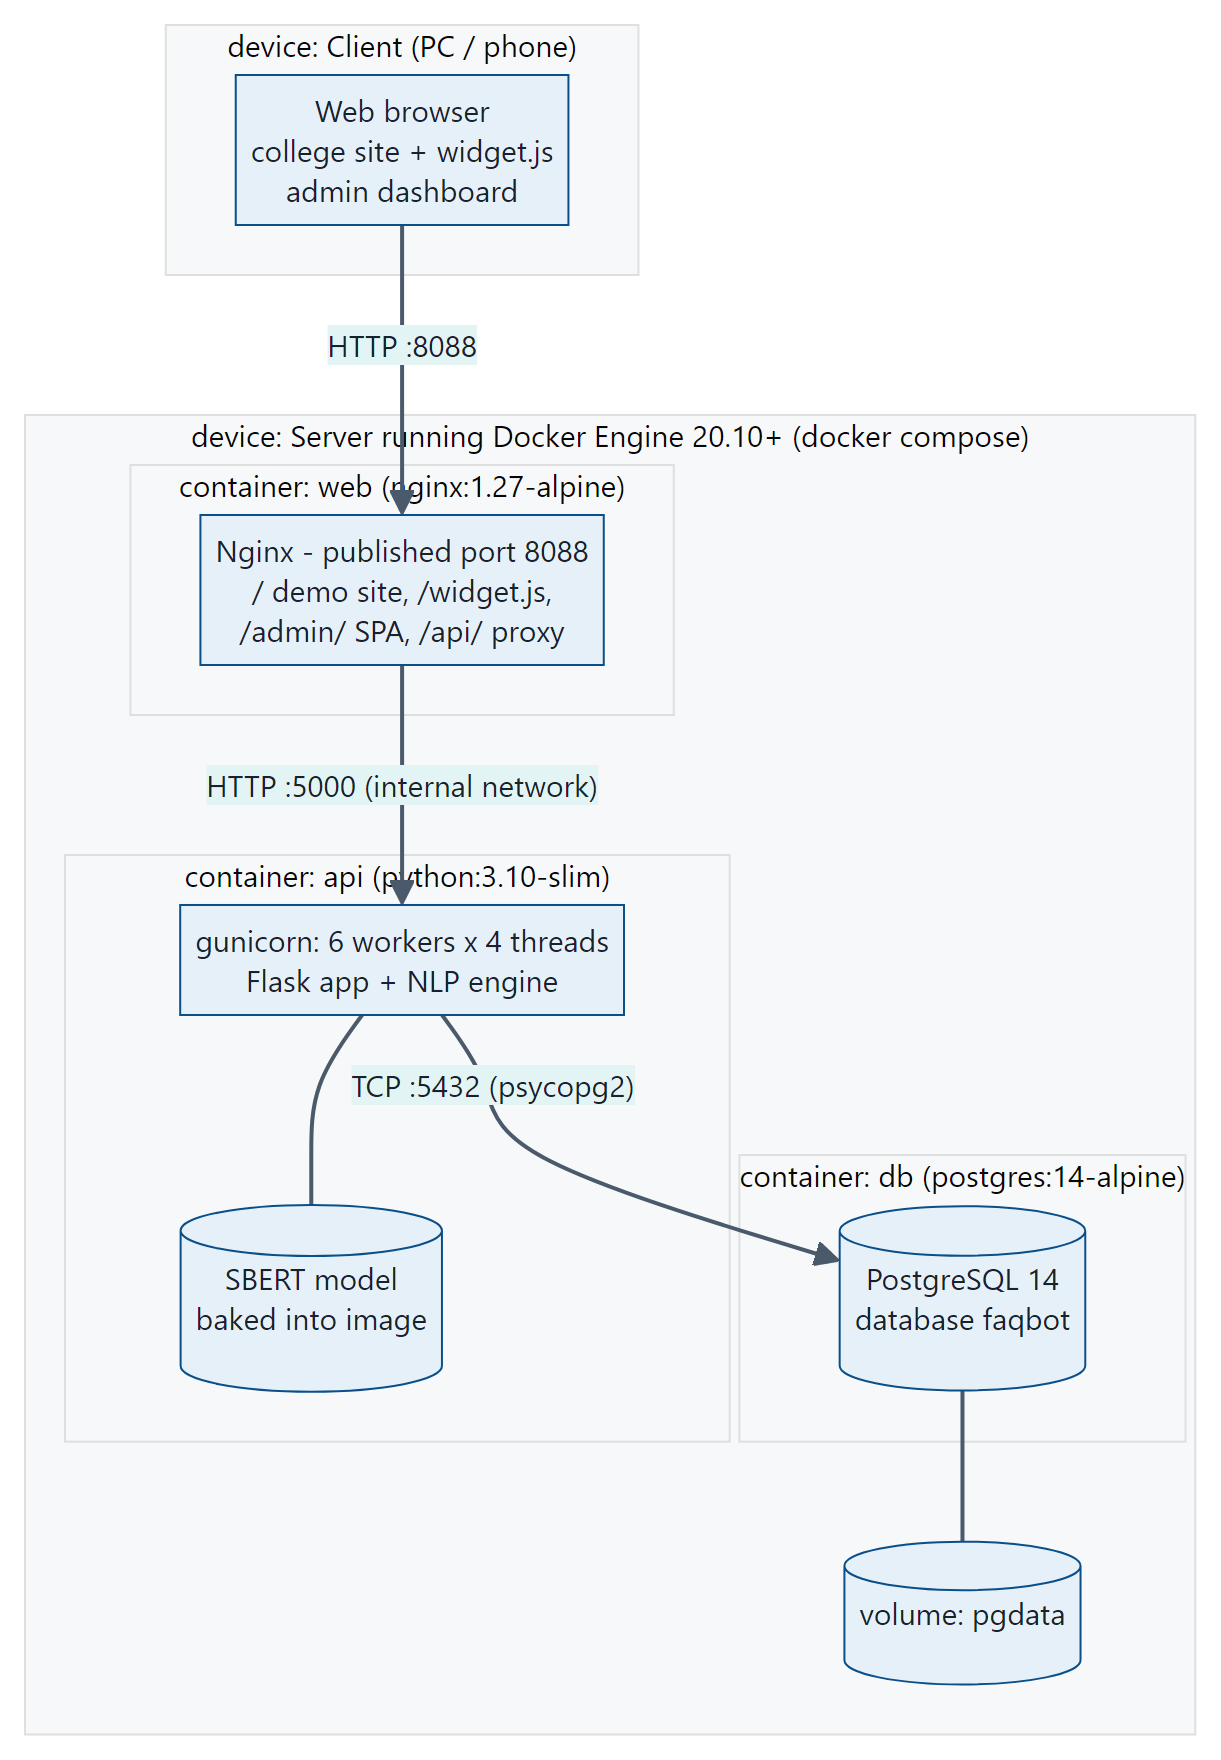 device: Client (PC / phone)
Web browser
college site + widget.js
admin dashboard
HTTP :8088
device: Server running Docker Engine 20.10+ (docker compose)
container: web (nginx:1.27-alpine)
Nginx - published port 8088
/ demo site, /widget.js,
/admin/ SPA, /api/ proxy
HTTP :5000 (internal network)
container: api (python:3.10-slim)
gunicorn: 6 workers x 4 threads
Flask app + NLP engine
TCP :5432 (psycopg2)
container: db (postgres:14-alpine)
SBERT model
baked into image
PostgreSQL 14
database faqbot
volume: pgdata